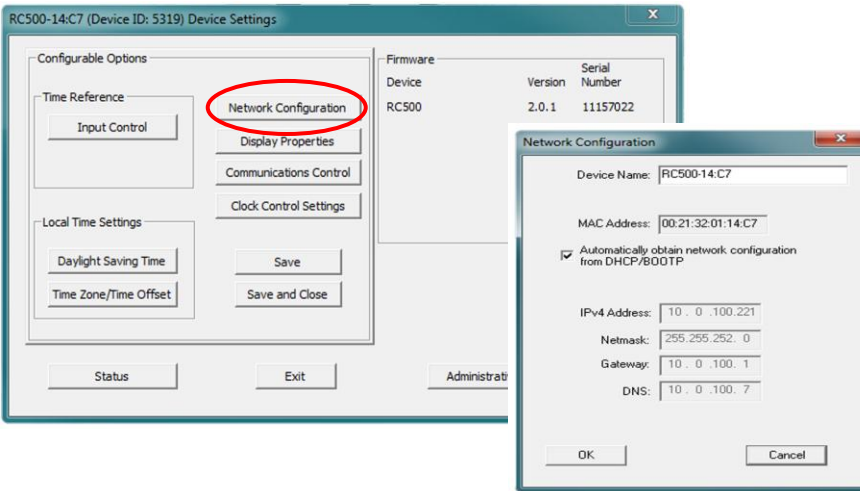 RC500-14:C7 (Device ID: 5319) Device Settings
Configurable Options
Time Reference
Input Control
Network Configuration
Display Properties
Communications Control
Clock Control Settings
Local Time Settings
Daylight Saving Time
Time Zone/Time Offset
Save
Save and Close
Status
Exit
Firmware
Device Version Serial Number
RC500 2.0.1 11157022
Network Configuration
Device Name: RC500-14:C7
MAC Address: 00:21:32:01:14:C7
Automatically obtain network configuration
from DHCP/BOOTP
IPv4 Address: 10 . 0 .100.221
Netmask: 255.255.252. 0
Gateway: 10 . 0 .100. 1
DNS: 10 . 0 .100. 7
OK
Cancel